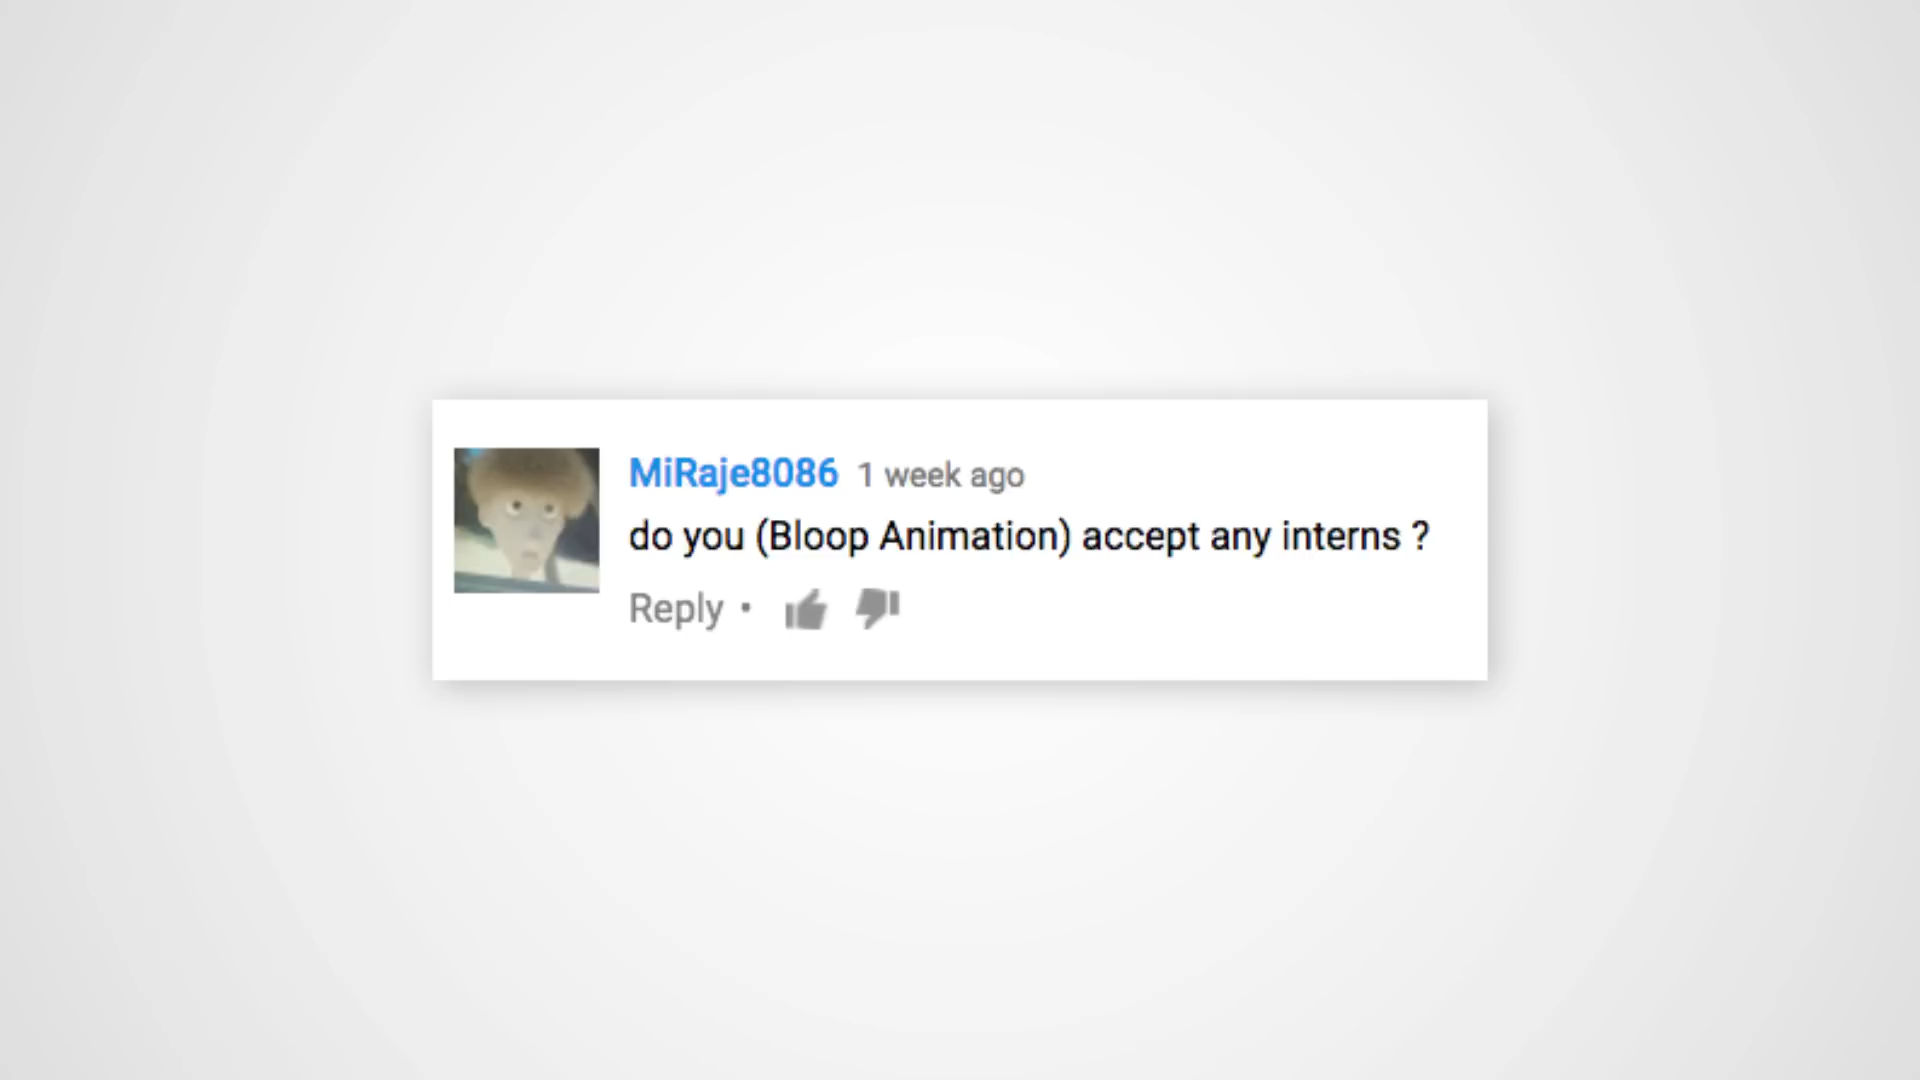 MiRaje8086 1 week ago
do you (Bloop Animation) accept any interns ?
Reply •